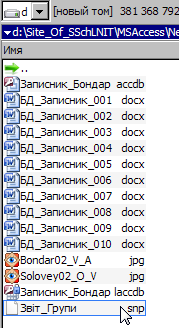 d [новый том] 381 368 792
d:\Site_Of_SSchLNIT\MSAccess\Ne
Имя
..
Записник_Бондар accdb
БД_Записник_001 docx
БД_Записник_002 docx
БД_Записник_003 docx
БД_Записник_004 docx
БД_Записник_005 docx
БД_Записник_006 docx
БД_Записник_007 docx
БД_Записник_008 docx
БД_Записник_009 docx
БД_Записник_010 docx
Bondar02_V_A jpg
Solovey02_O_V jpg
Записник_Бондар laccdb
Звіт_Групи snp